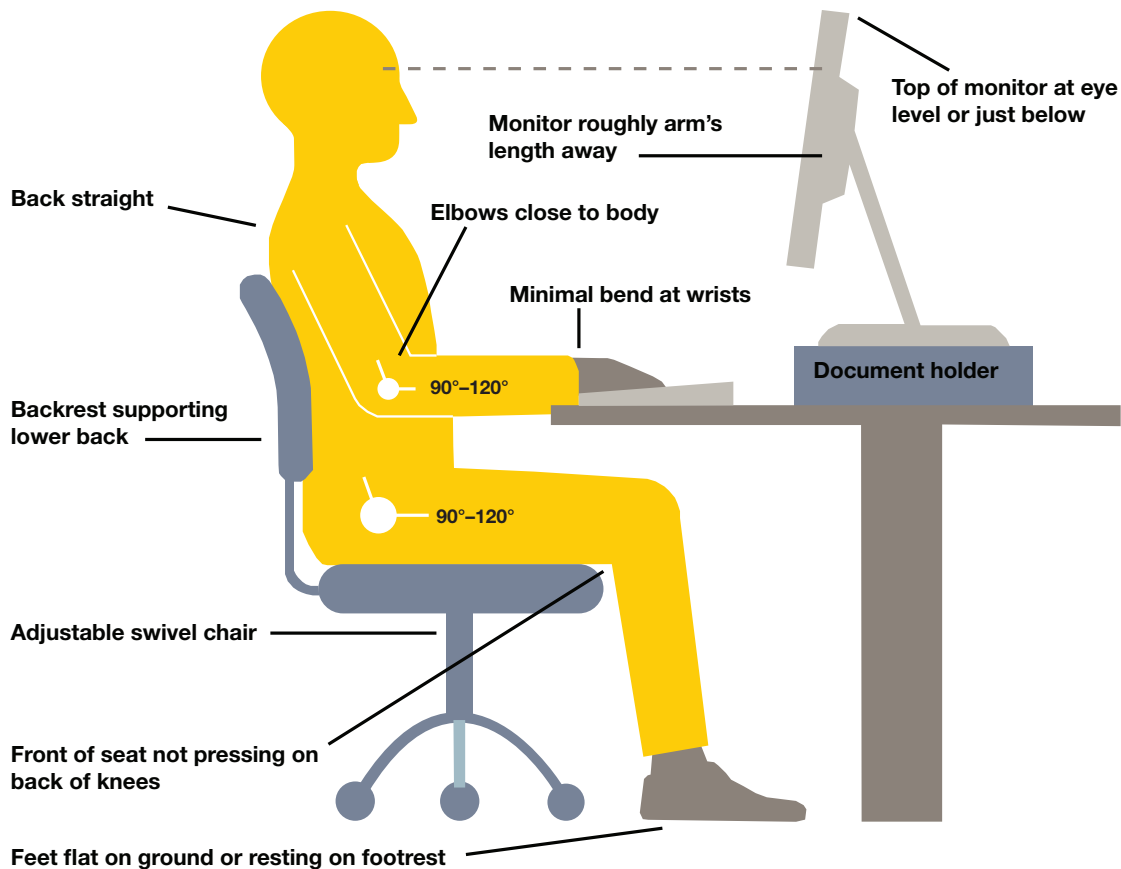 Top of monitor at eye
level or just below
Monitor roughly arm's
length away
Back straight
Elbows close to body
Minimal bend at wrists
Document holder
90°–120°
Backrest supporting
lower back
90°–120°
Adjustable swivel chair
Front of seat not pressing on
back of knees
Feet flat on ground or resting on footrest